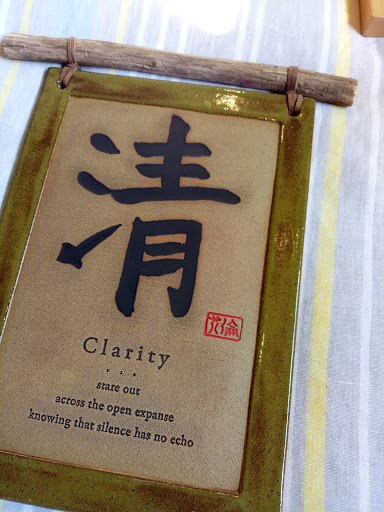 清
Clarity
stare out
across the open expanse
knowing that silence has no echo